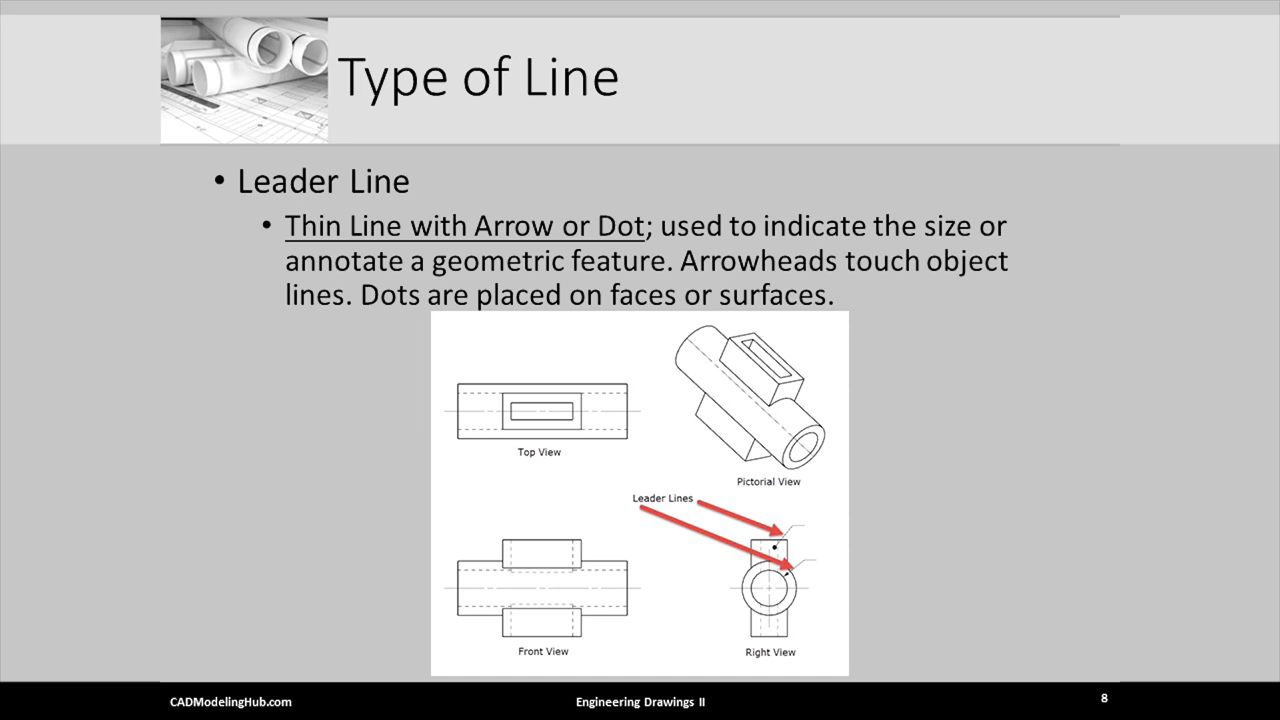 Type of Line
• Leader Line
• Thin Line with Arrow or Dot; used to indicate the size or
annotate a geometric feature. Arrowheads touch object
lines. Dots are placed on faces or surfaces.
Top View
Pictorial View
Leader Lines
Front View
Right View
CADModelingHub.com
Engineering Drawings II
8